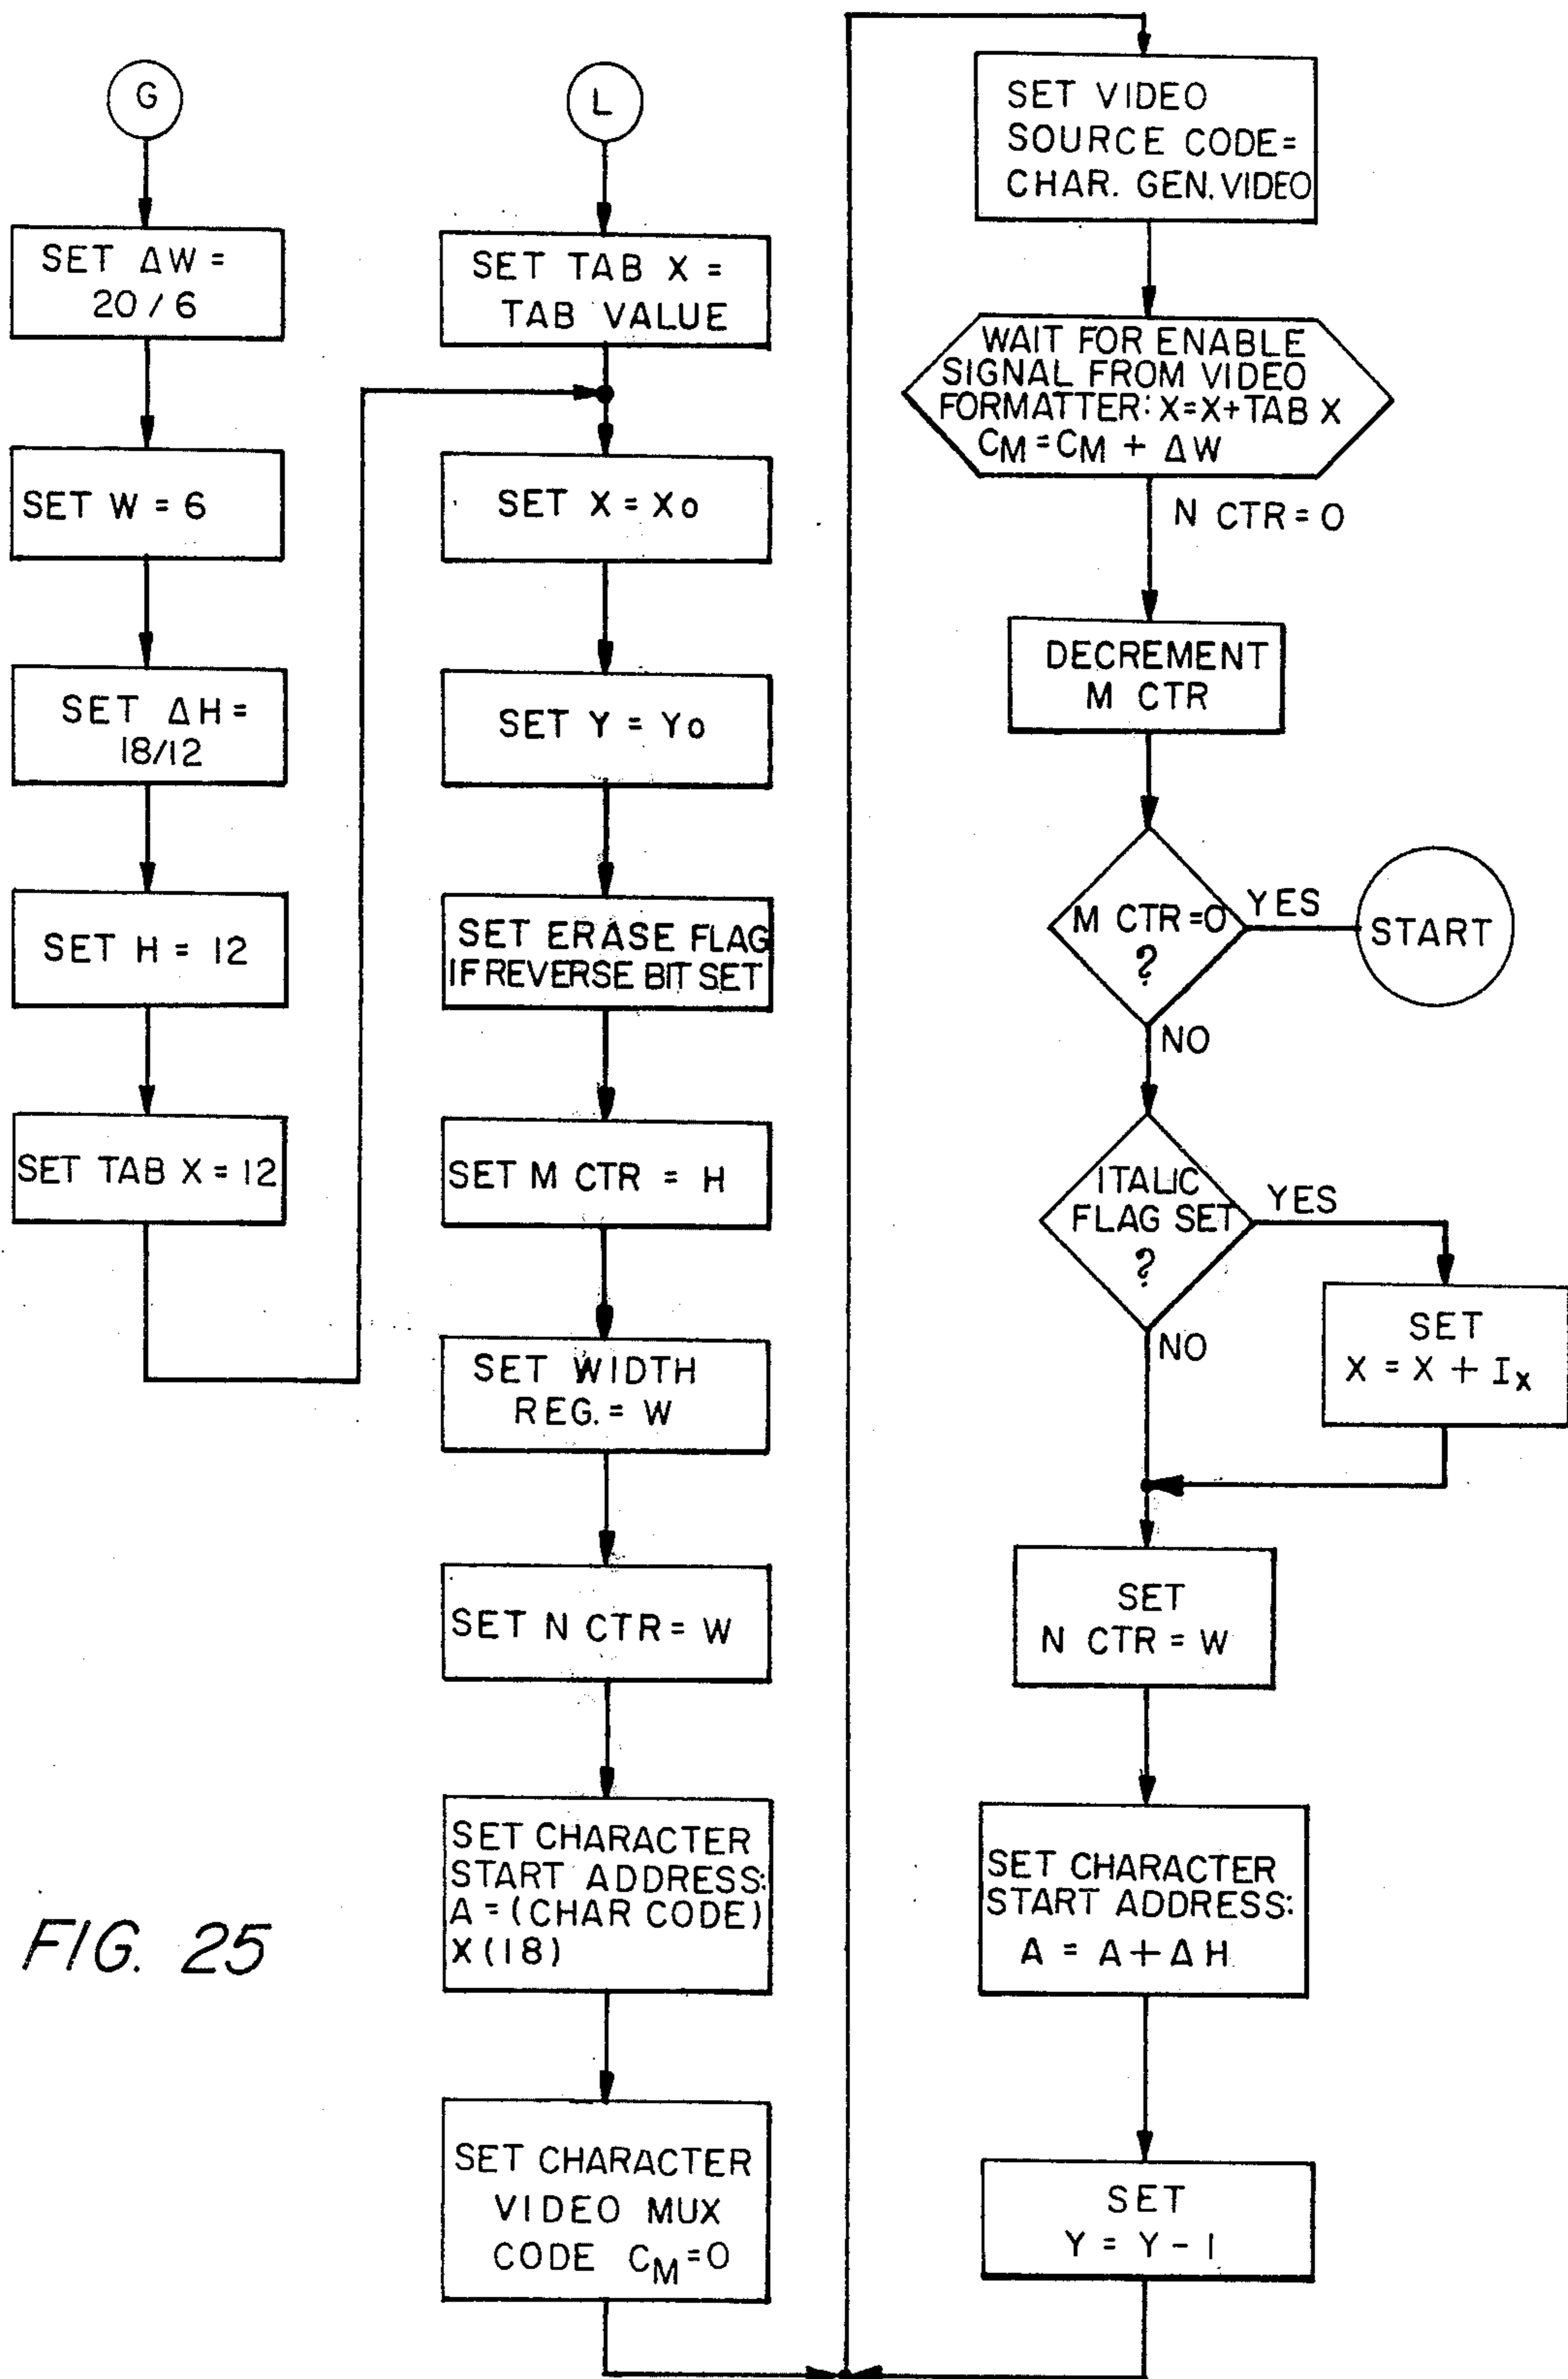 G
SET ΔW =
20 / 6
SET W = 6
SET ΔH =
18/12
SET H = 12
SET TAB X = 12
FIG. 25
L
SET TAB X =
TAB VALUE
SET X = Xo
SET Y = Yo
SET ERASE FLAG
IF REVERSE BIT SET
SET M CTR = H
SET WIDTH
REG. = W
SET N CTR = W
SET CHARACTER
START ADDRESS:
A = (CHAR CODE)
X (18)
SET CHARACTER
VIDEO MUX
CODE CM=0
SET VIDEO
SOURCE CODE=
CHAR. GEN. VIDEO
WAIT FOR ENABLE
SIGNAL FROM VIDEO
FORMATTER: X=X+TAB X
CM=CM + ΔW
N CTR=0
DECREMENT
M CTR
M CTR=0
?
YES
START
NO
ITALIC
FLAG SET
?
YES
SET
X = X + Ix
NO
SET
N CTR = W
SET CHARACTER
START ADDRESS:
A = A + ΔH
SET
Y = Y - 1